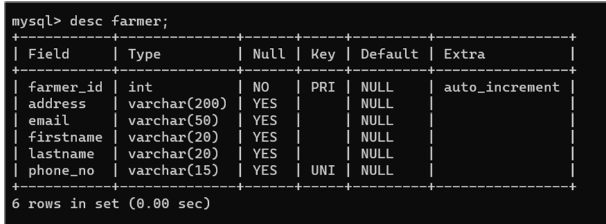 mysql> desc farmer;
+-----------+--------------+------+-----+---------+----------------+
| Field     | Type         | Null | Key | Default | Extra          |
+-----------+--------------+------+-----+---------+----------------+
| farmer_id | int          | NO   | PRI | NULL    | auto_increment |
| address   | varchar(200) | YES  |     | NULL    |                |
| email     | varchar(50)  | YES  |     | NULL    |                |
| firstname | varchar(20)  | YES  |     | NULL    |                |
| lastname  | varchar(20)  | YES  |     | NULL    |                |
| phone_no  | varchar(15)  | YES  | UNI | NULL    |                |
+-----------+--------------+------+-----+---------+----------------+
6 rows in set (0.00 sec)